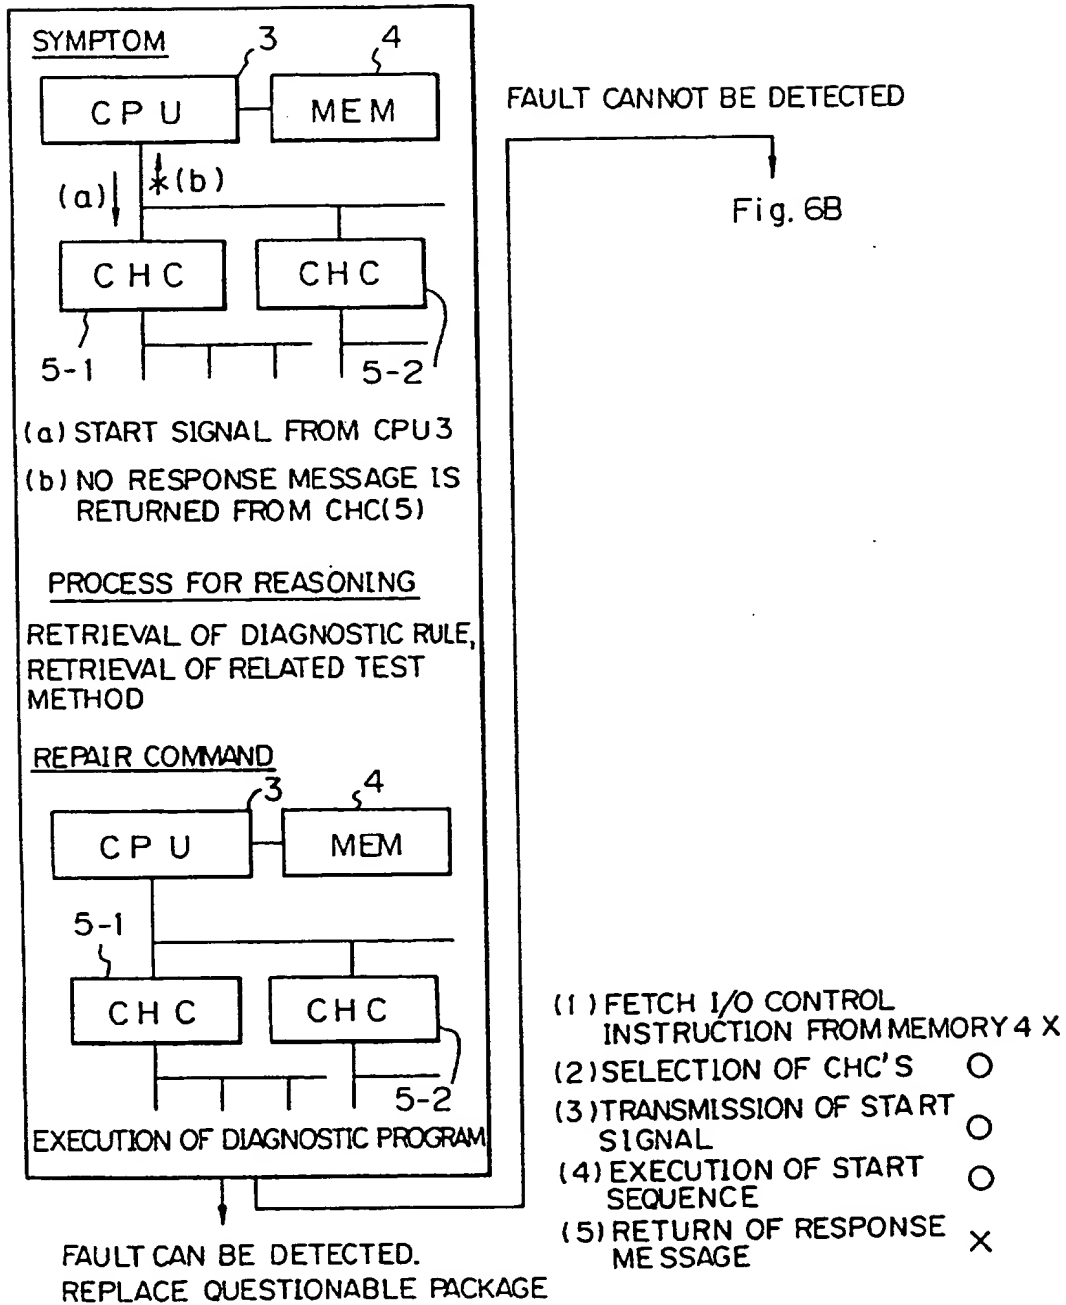 SYMPTOM
3
4
CPU
MEM
(a)
(b)
CHC
CHC
5-1
5-2
(a) START SIGNAL FROM CPU 3
(b) NO RESPONSE MESSAGE IS
RETURNED FROM CHC(5)
PROCESS FOR REASONING
RETRIEVAL OF DIAGNOSTIC RULE,
RETRIEVAL OF RELATED TEST
METHOD
REPAIR COMMAND
3
4
CPU
MEM
5-1
CHC
CHC
5-2
EXECUTION OF DIAGNOSTIC PROGRAM
FAULT CAN BE DETECTED.
REPLACE QUESTIONABLE PACKAGE
FAULT CANNOT BE DETECTED
Fig. 6B
(1) FETCH I/O CONTROL
INSTRUCTION FROM MEMORY 4 X
(2) SELECTION OF CHC'S O
(3) TRANSMISSION OF START
SIGNAL O
(4) EXECUTION OF START
SEQUENCE O
(5) RETURN OF RESPONSE
MESSAGE X